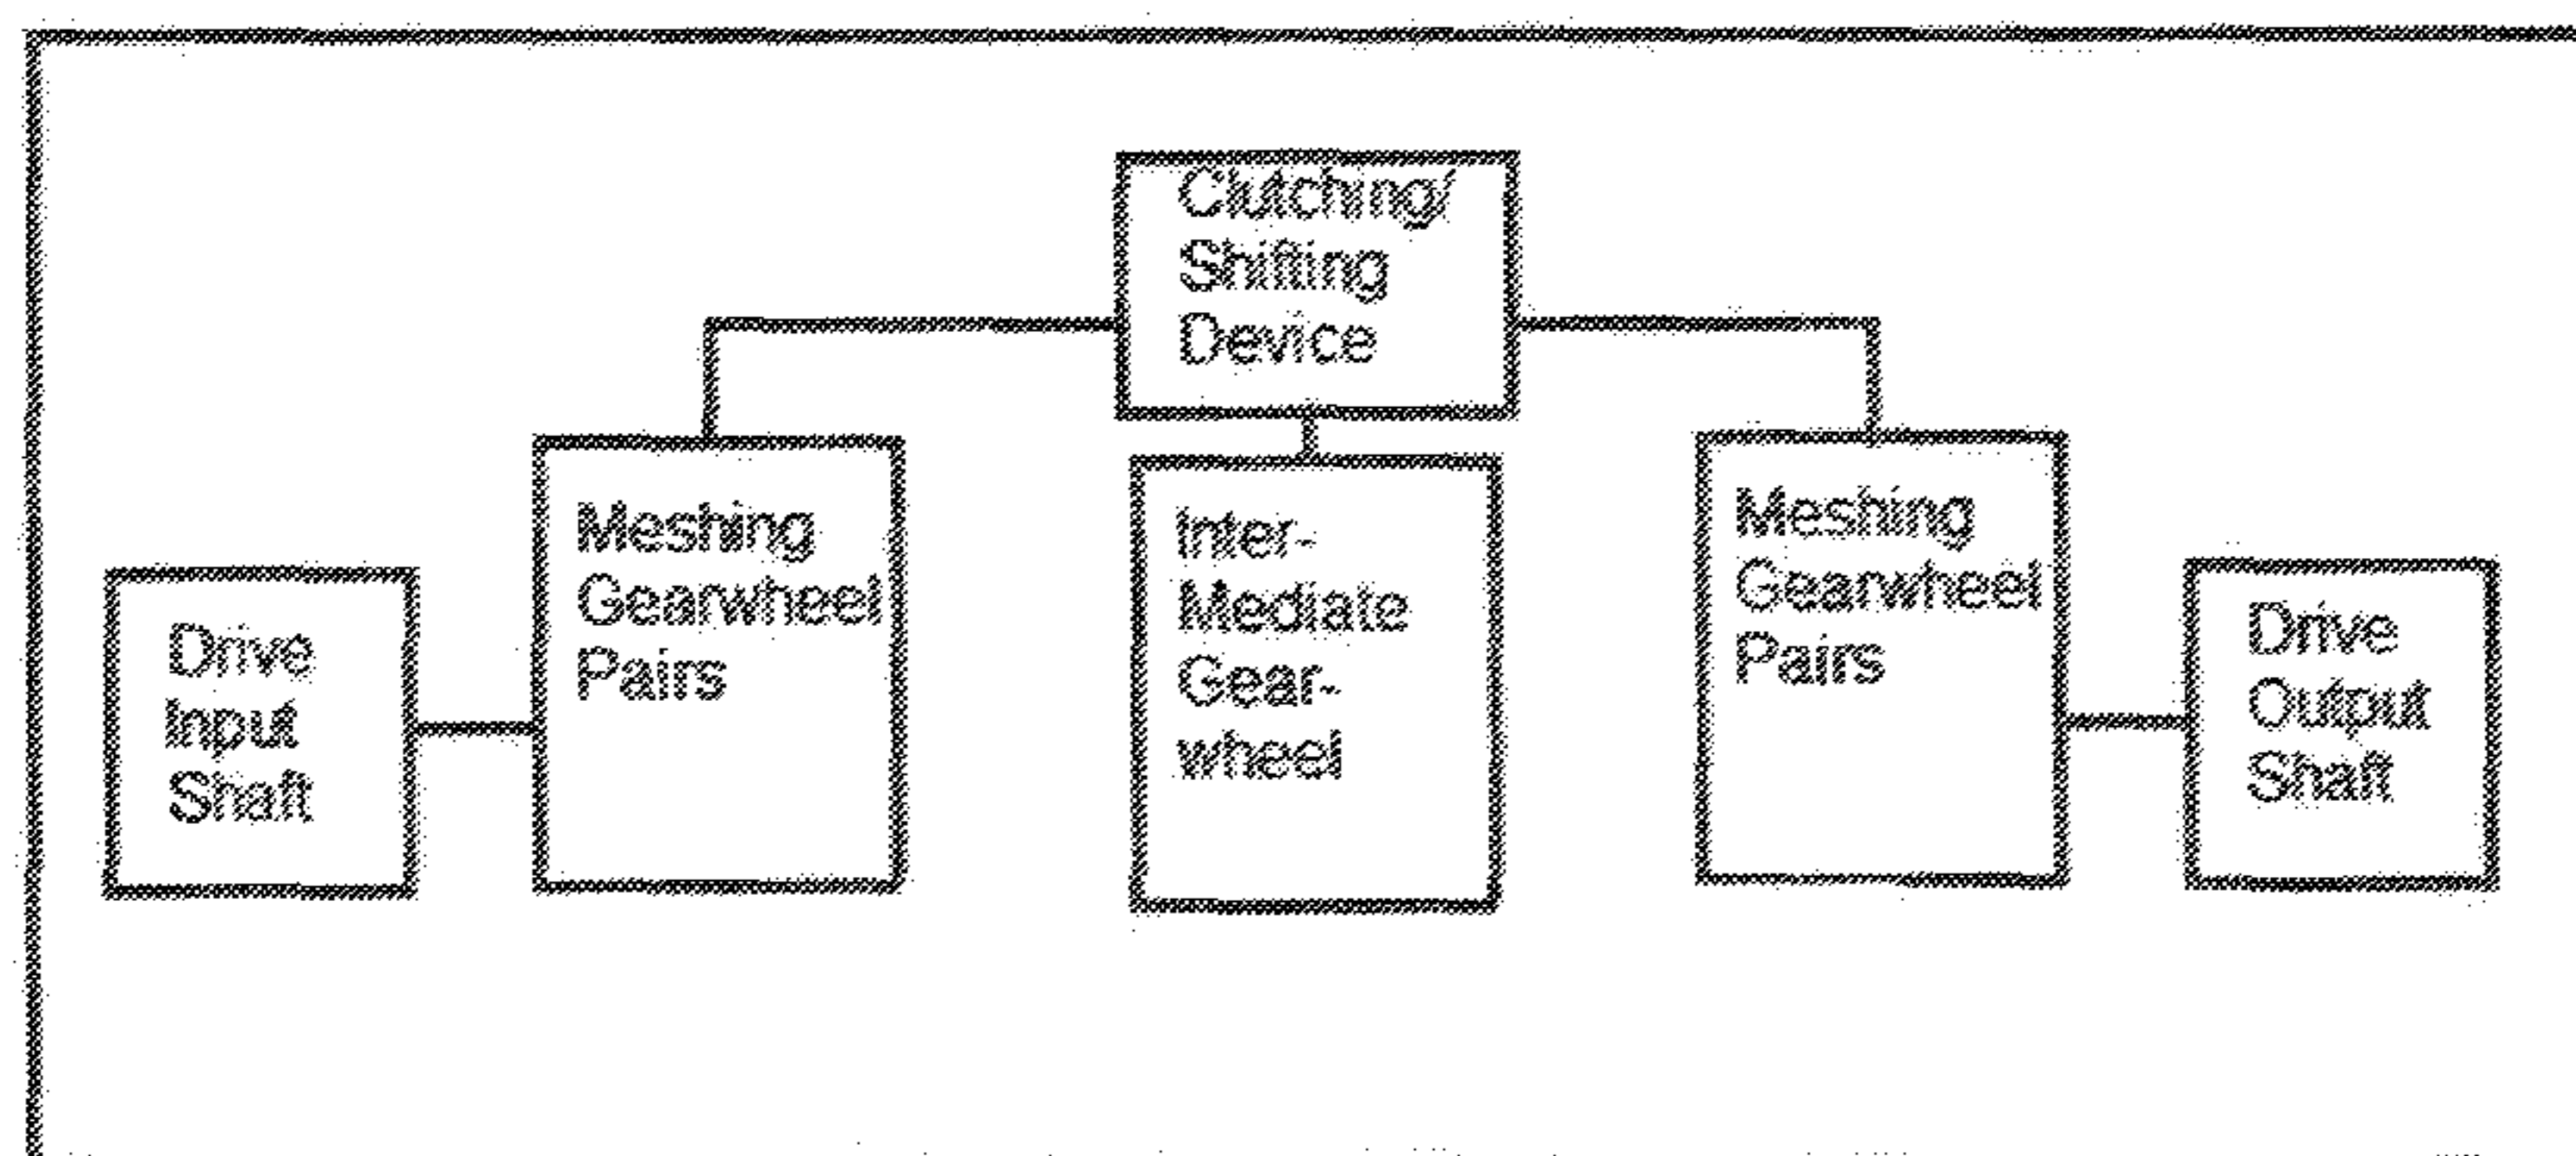 Clutching/
Shifting
Device
Drive
Input
Shaft
Meshing
Gearwheel
Pairs
Inter-
Mediate
Gear-
wheel
Meshing
Gearwheel
Pairs
Drive
Output
Shaft